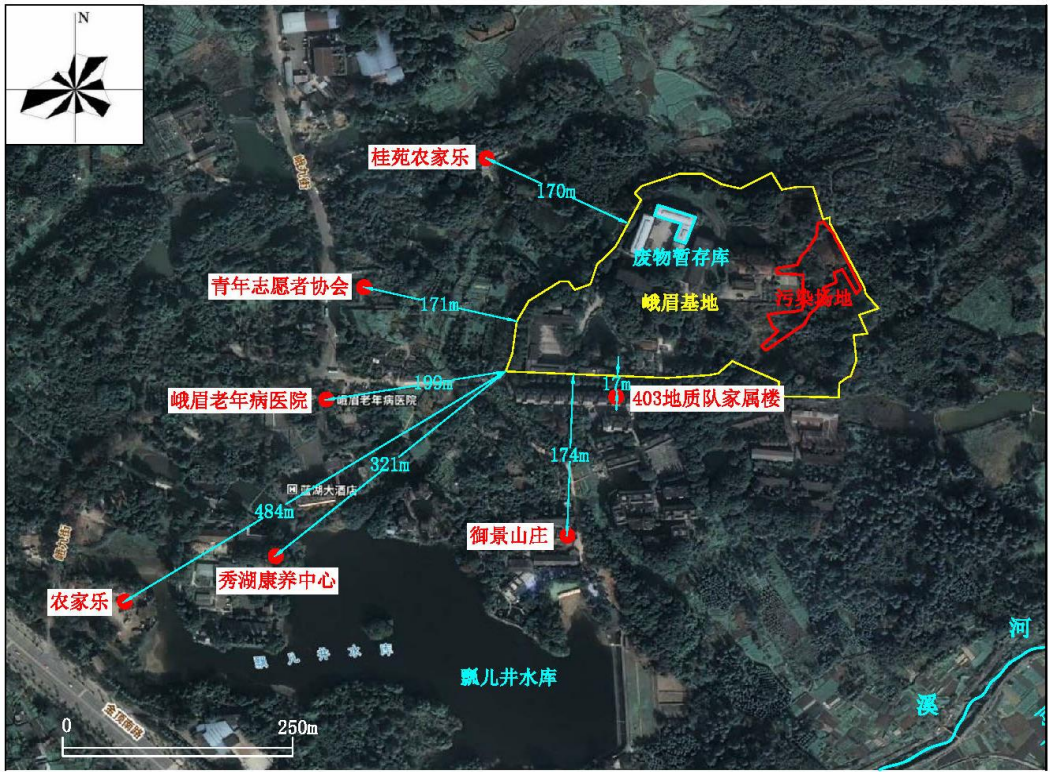 N
桂苑农家乐
170m
废物暂存库
青年志愿者协会
171m
峨眉基地
污染场地
199m
17m
峨眉老年病医院
峨眉老年病医院
403地质队家属楼
321m
174m
H 蓝湖大酒店
484m
御景山庄
秀湖康养中心
农家乐
瓢儿井水库
瓢儿井水库
河
溪
0
250m